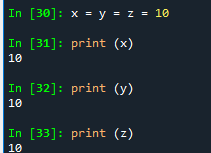 In [30]: x = y = z = 10
In [31]: print (x)
10
In [32]: print (y)
10
In [33]: print (z)
10